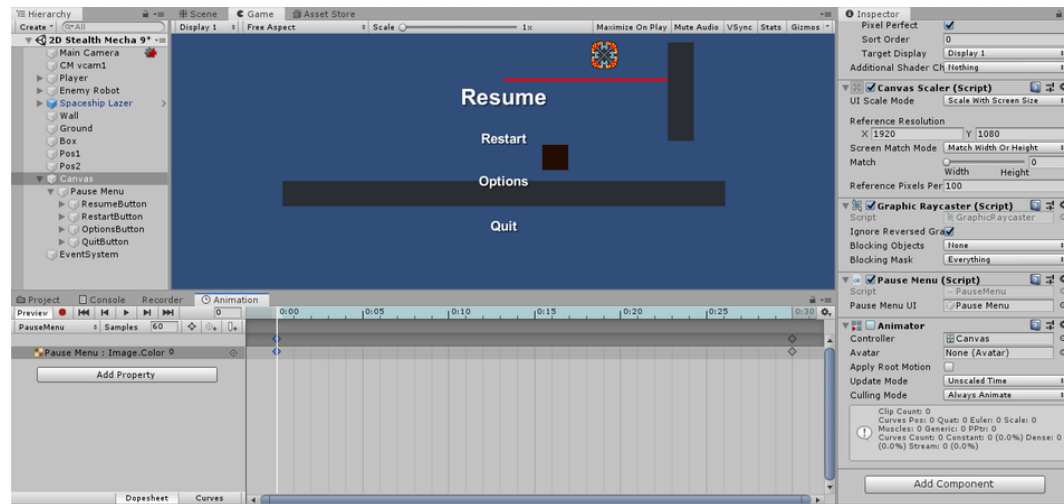 Hierarchy
Create
All
2D Stealth Mecha 9*
Main Camera
CM vcam1
Player
Enemy Robot
Spaceship Lazer
Wall
Ground
Box
Pos1
Pos2
Canvas
Pause Menu
ResumeButton
RestartButton
OptionsButton
QuitButton
EventSystem
Scene
Game
Asset Store
Display 1
Free Aspect
Scale
1x
Maximize On Play
Mute Audio
VSync
Stats
Gizmos
Resume
Restart
Options
Quit
Project
Console
Recorder
Animation
Preview
0
0:00
0:05
0:10
0:15
0:20
0:25
0:30
PauseMenu
Samples
60
Pause Menu : Image.Color
0
Add Property
Dopesheet
Curves
Inspector
Pixel Perfect
Sort Order
0
Target Display
Display 1
Additional Shader Ch
Nothing
Canvas Scaler (Script)
UI Scale Mode
Scale With Screen Size
Reference Resolution
X 1920
Y 1080
Screen Match Mode
Match Width Or Height
Match
0
Width
Height
Reference Pixels Per
100
Graphic Raycaster (Script)
Script
GraphicRaycaster
Ignore Reversed Gra
Blocking Objects
None
Blocking Mask
Everything
Pause Menu (Script)
Script
PauseMenu
Pause Menu UI
Pause Menu
Animator
Controller
Canvas
Avatar
None (Avatar)
Apply Root Motion
Update Mode
Unscaled Time
Culling Mode
Always Animate
Clip Count: 0
Curves Pos: 0 Quat: 0 Euler: 0 Scale: 0
Muscles: 0 Generic: 0 PPtr: 0
Curves Count: 0 Constant: 0 (0.0%) Dense: 0
(0.0%) Stream: 0 (0.0%)
Add Component